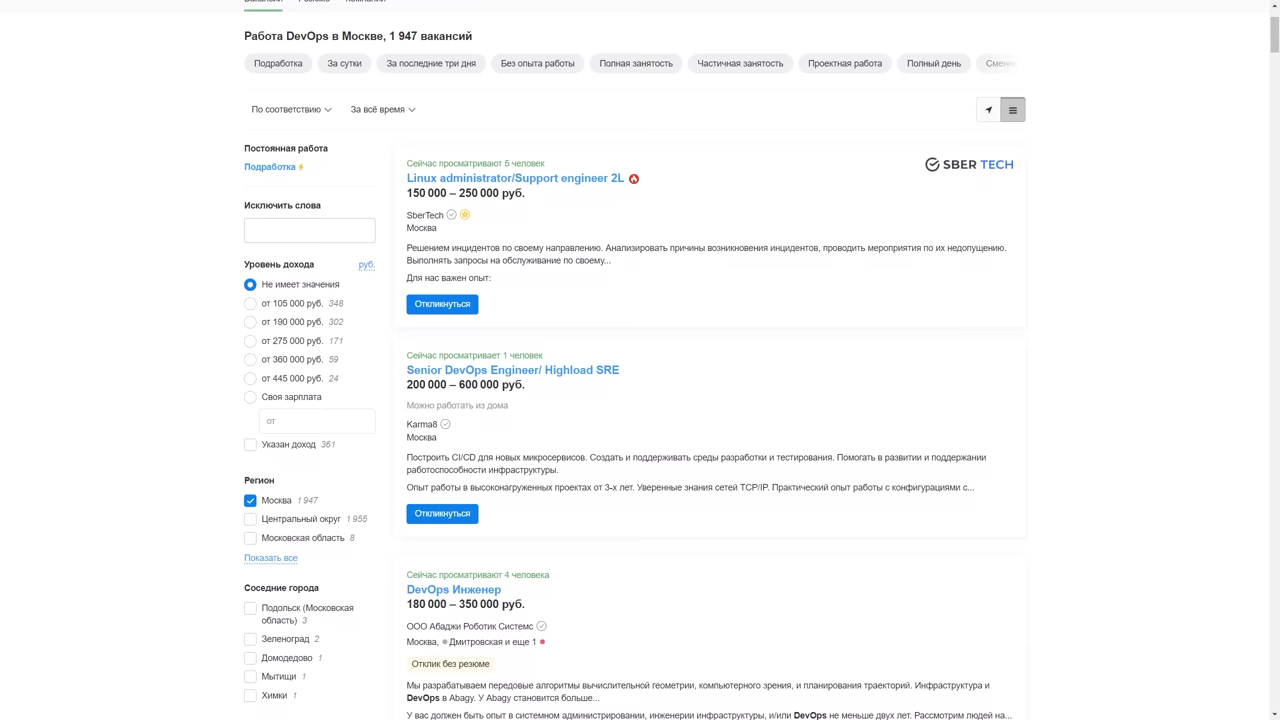 Вакансии Резюме Компании
Работа DevOps в Москве, 1 947 вакансий
Подработка За сутки За последние три дня Без опыта работы Полная занятость Частичная занятость Проектная работа Полный день
По соответствию За всё время
Постоянная работа
Подработка
Исключить слова
Уровень дохода руб.
Не имеет значения
от 105 000 руб. 348
от 190 000 руб. 302
от 275 000 руб. 171
от 360 000 руб. 59
от 445 000 руб. 24
Своя зарплата
от
Указан доход 361
Регион
Москва 1 947
Центральный округ 1 955
Московская область 8
Показать все
Соседние города
Подольск (Московская
область) 3
Зеленоград 2
Домодедово 1
Мытищи 1
Химки 1
Сейчас просматривают 5 человек
SBER TECH
Linux administrator/Support engineer 2L
150 000 – 250 000 руб.
SberTech
Москва
Решением инцидентов по своему направлению. Анализировать причины возникновения инцидентов, проводить мероприятия по их недопущению.
Выполнять запросы на обслуживание по своему...
Для нас важен опыт:
Откликнуться
Сейчас просматривает 1 человек
Senior DevOps Engineer/ Highload SRE
200 000 – 600 000 руб.
Можно работать из дома
Karma8
Москва
Построить CI/CD для новых микросервисов. Создать и поддерживать среды разработки и тестирования. Помогать в развитии и поддержании
работоспособности инфраструктуры.
Опыт работы в высоконагруженных проектах от 3-х лет. Уверенные знания сетей TCP/IP. Практический опыт работы с конфигурациями с...
Откликнуться
Сейчас просматривают 4 человека
DevOps Инженер
180 000 – 350 000 руб.
ООО Абаджи Роботик Системс
Москва, Дмитровская и еще 1
Отклик без резюме
Мы разрабатываем передовые алгоритмы вычислительной геометрии, компьютерного зрения, и планирования траекторий. Инфраструктура и
DevOps в Abagy. У Abagy становится больше...
У вас должен быть опыт в системном администрировании, инженерии инфраструктуры, и/или DevOps не меньше двух лет. Рассмотрим людей на...